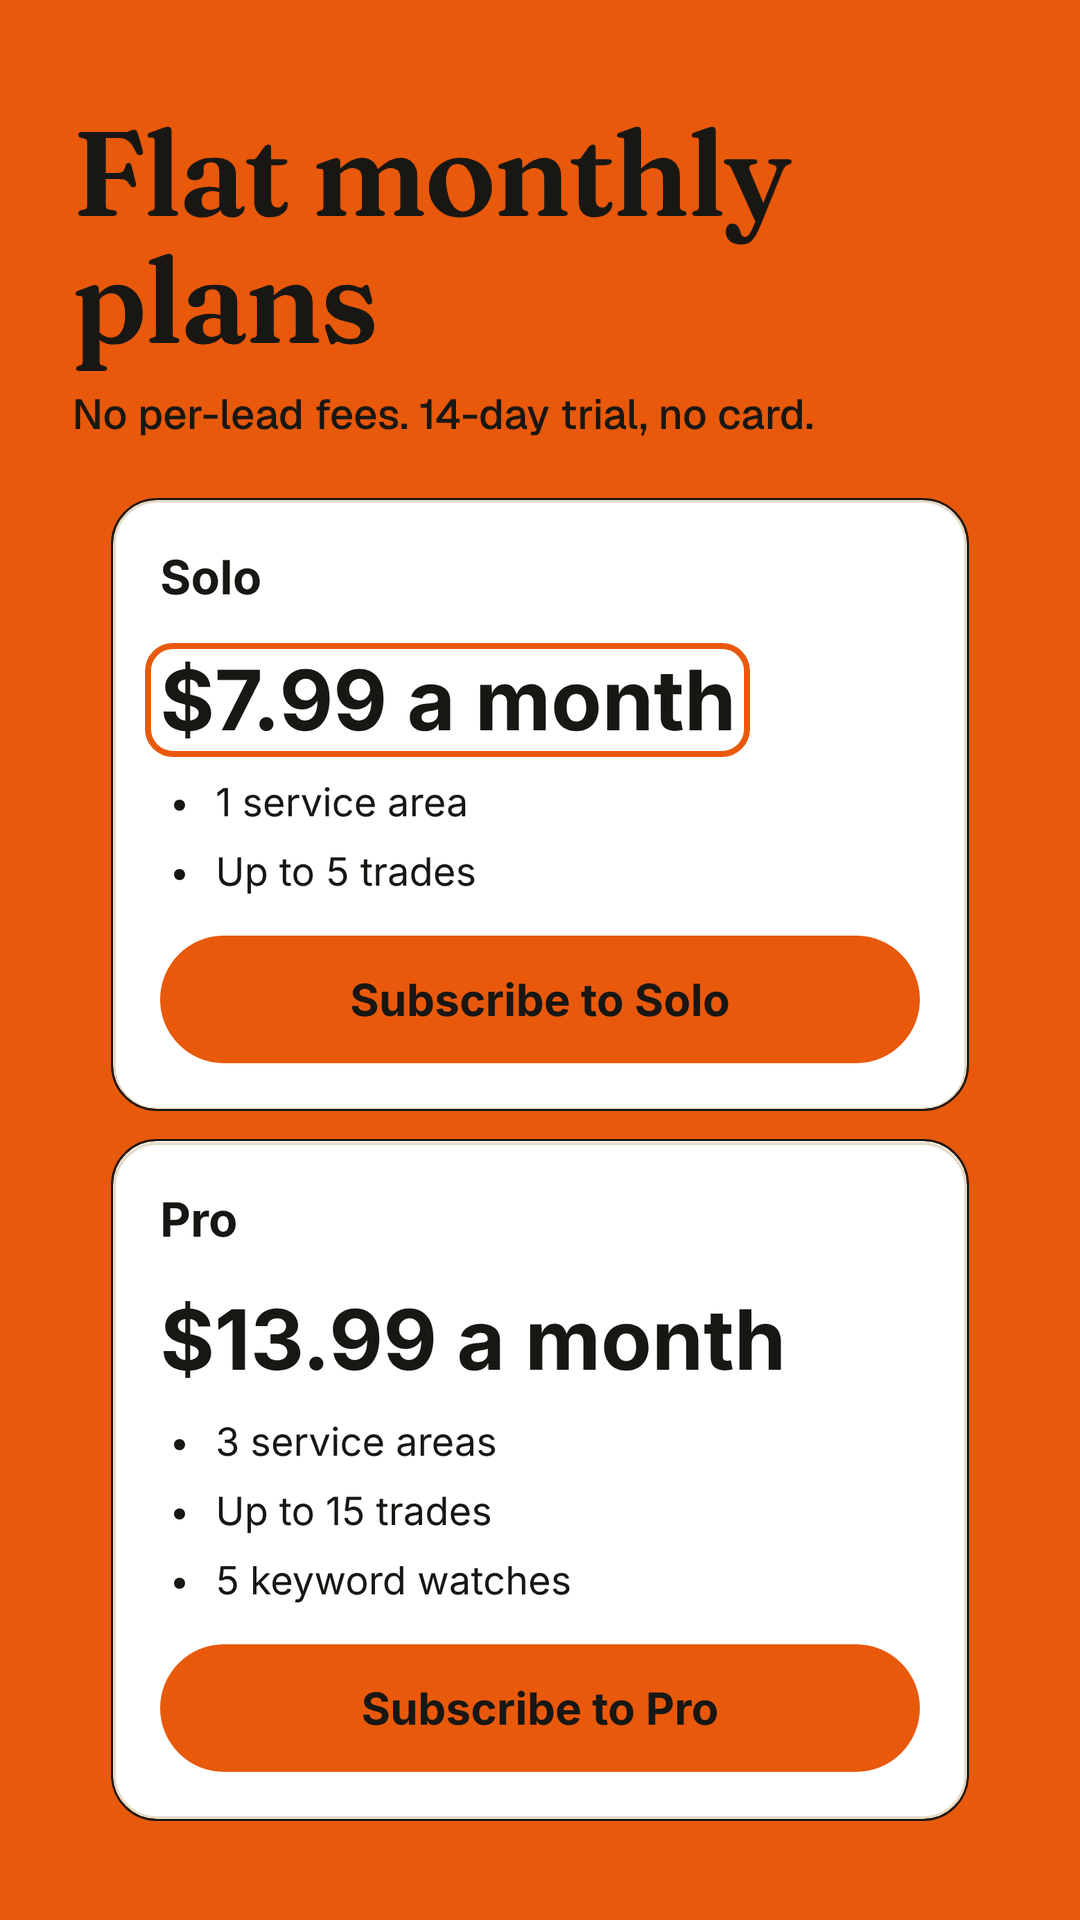 Flat monthly
plans
No per-lead fees. 14-day trial, no card.
Solo
$7.99 a month
• 1 service area
• Up to 5 trades
Subscribe to Solo
Pro
$13.99 a month
• 3 service areas
• Up to 15 trades
• 5 keyword watches
Subscribe to Pro